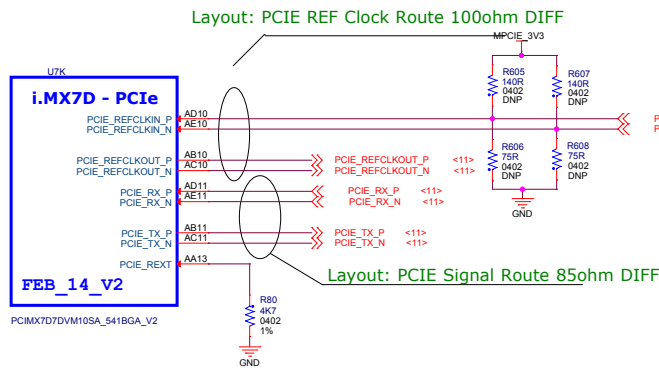 Layout: PCIE REF Clock Route 100ohm DIFF
MPCIE_3V3
U7K
i.MX7D - PCIe
R605
140R
0402
DNP
R607
140R
0402
DNP
PCIE_REFCLKIN_P AD10
PCIE_REFCLKIN_N AE10
R606
75R
0402
DNP
R608
75R
0402
DNP
PCIE_REFCLKOUT_P AB10 PCIE_REFCLKOUT_P <11>
PCIE_REFCLKOUT_N AC10 PCIE_REFCLKOUT_N <11>
PCIE_RX_P AD11 PCIE_RX_P <11>
PCIE_RX_N AE11 PCIE_RX_N <11>
GND
PCIE_TX_P AB11 PCIE_TX_P <11>
PCIE_TX_N AC11 PCIE_TX_N <11>
PCIE_REXT AA13
Layout: PCIE Signal Route 85ohm DIFF
FEB_14_V2
R80
4K7
0402
1%
PCIMX7D7DVM10SA_541BGA_V2
GND